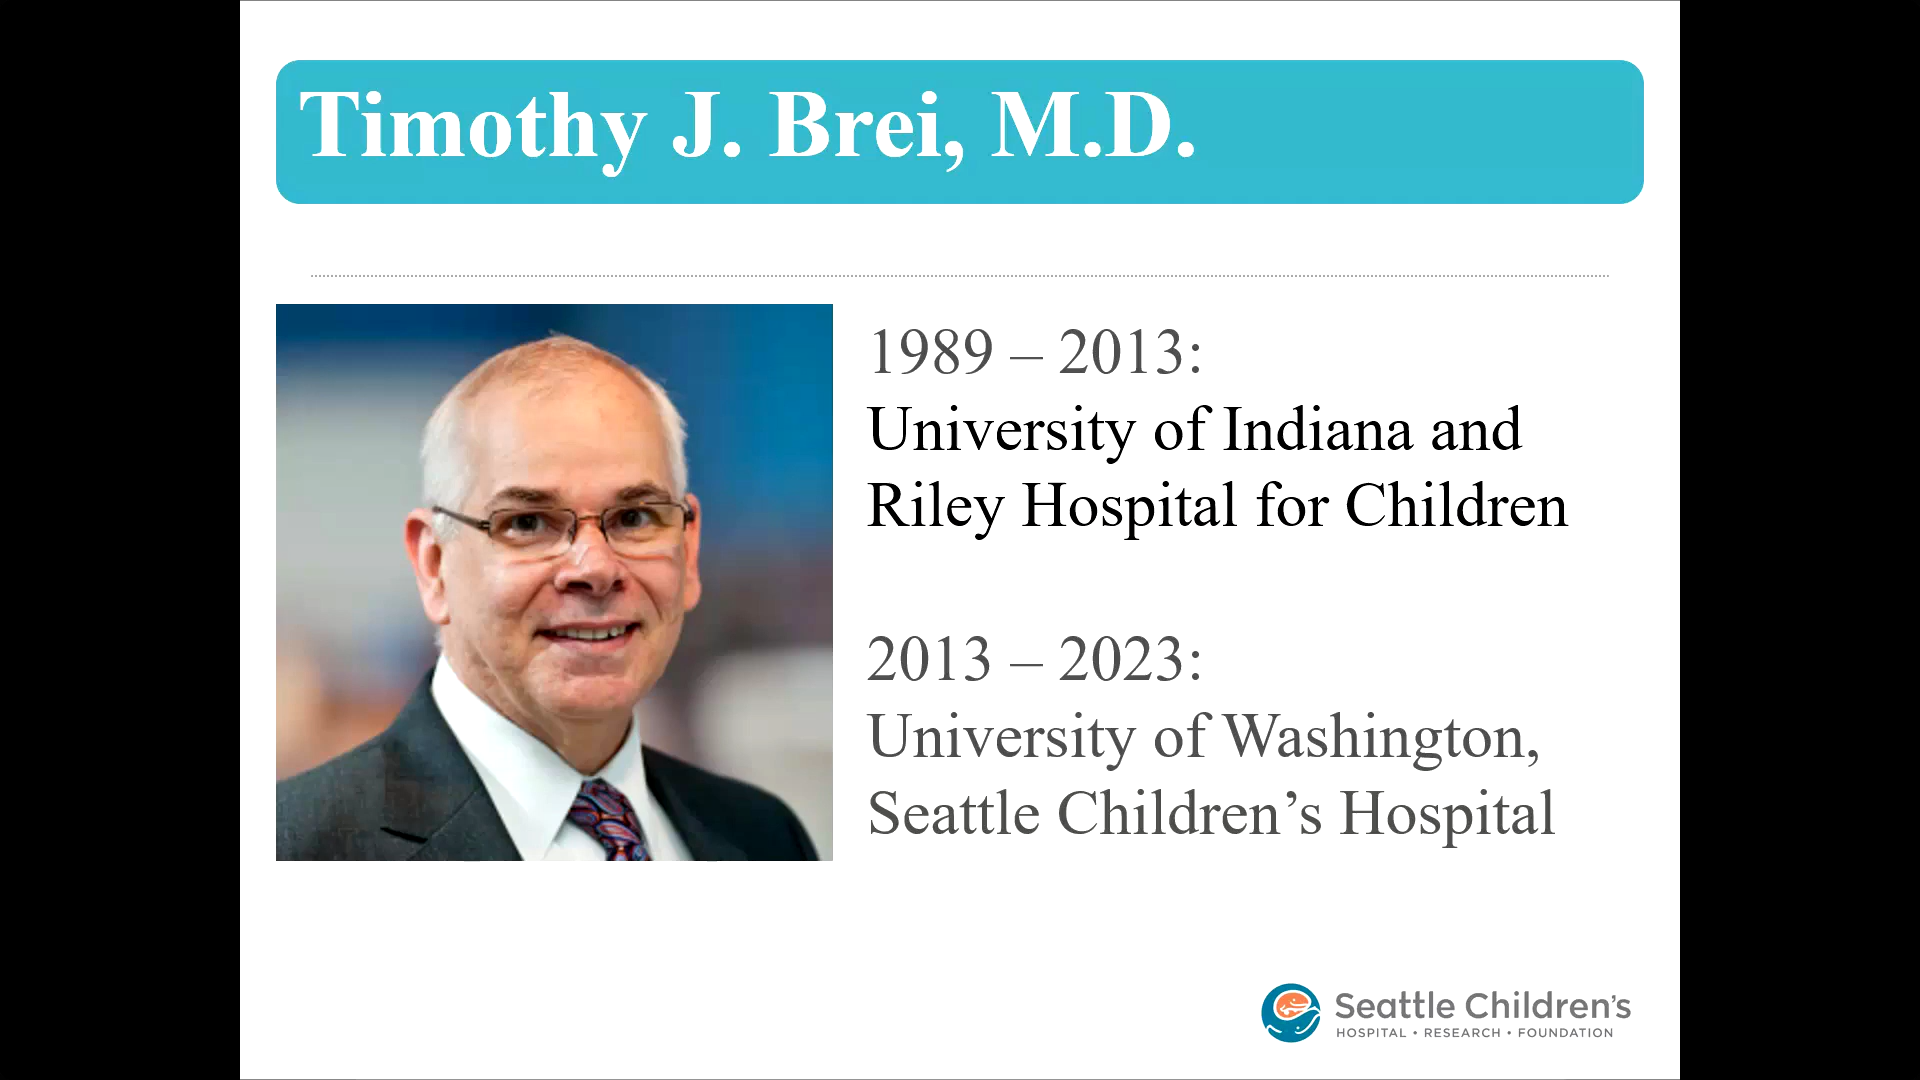 Timothy J. Brei, M.D.
1989 – 2013:
University of Indiana and
Riley Hospital for Children
2013 – 2023:
University of Washington,
Seattle Children’s Hospital
Seattle Children's
HOSPITAL • RESEARCH • FOUNDATION